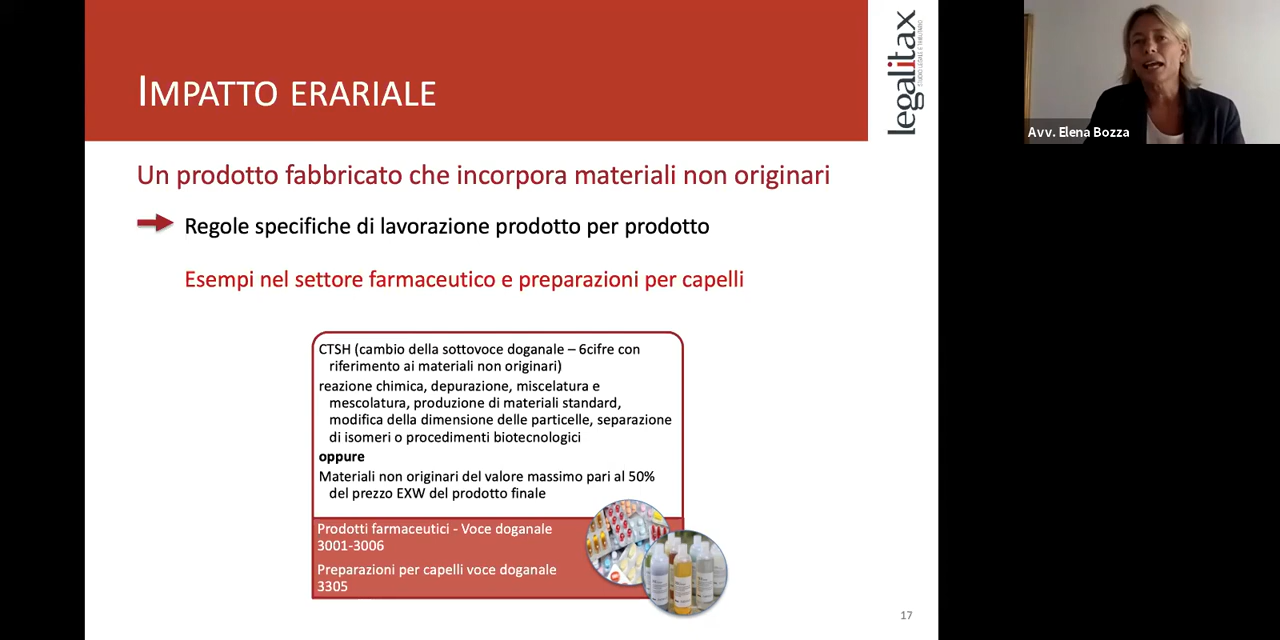 IMPATTO ERARIALE
legalitax
Avv. Elena Bozza
Un prodotto fabbricato che incorpora materiali non originari
Regole specifiche di lavorazione prodotto per prodotto
Esempi nel settore farmaceutico e preparazioni per capelli
CTSH (cambio della sottovoce doganale – 6cifre con
riferimento ai materiali non originari)
reazione chimica, depurazione, miscelatura e
mescolatura, produzione di materiali standard,
modifica della dimensione delle particelle, separazione
di isomeri o procedimenti biotecnologici
oppure
Materiali non originari del valore massimo pari al 50%
del prezzo EXW del prodotto finale
Prodotti farmaceutici - Voce doganale
3001-3006
Preparazioni per capelli voce doganale
3305
17